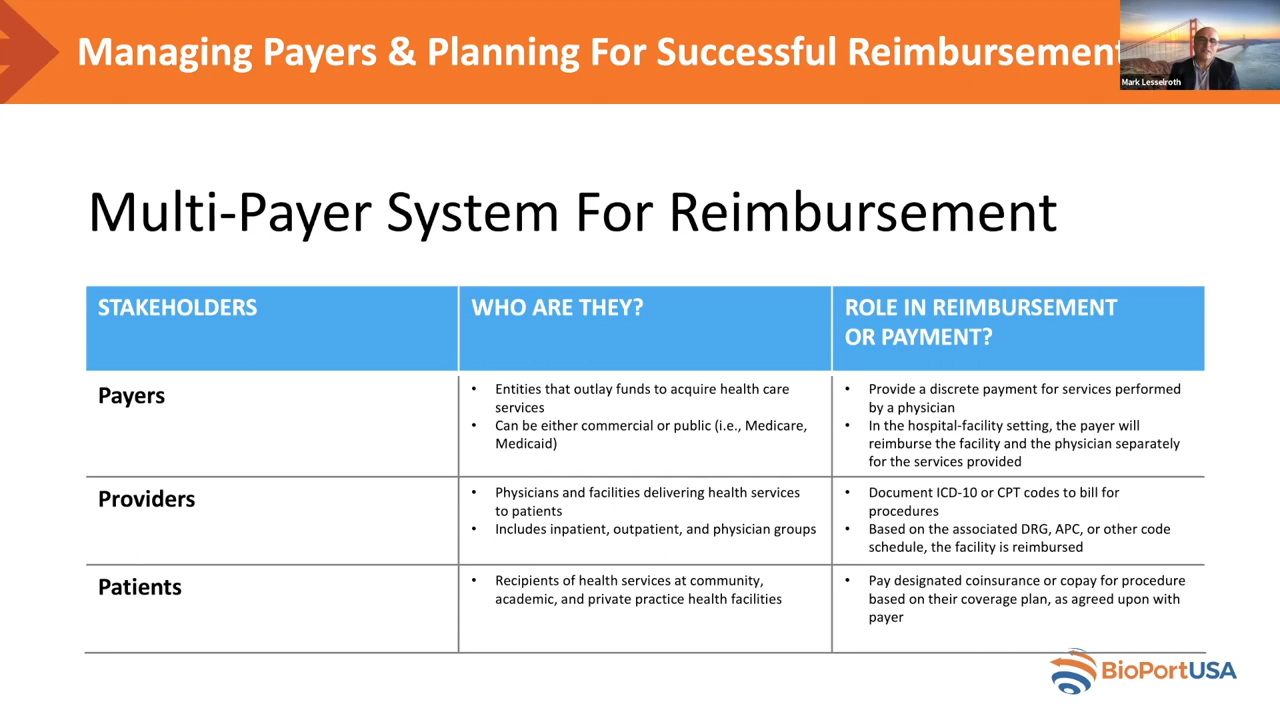 Managing Payers & Planning For Successful Reimbursement
Mark Lesselroth
Multi-Payer System For Reimbursement
STAKEHOLDERS
WHO ARE THEY?
ROLE IN REIMBURSEMENT
OR PAYMENT?
Payers
• Entities that outlay funds to acquire health care
services
• Can be either commercial or public (i.e., Medicare,
Medicaid)
• Provide a discrete payment for services performed
by a physician
• In the hospital-facility setting, the payer will
reimburse the facility and the physician separately
for the services provided
Providers
• Physicians and facilities delivering health services
to patients
• Includes inpatient, outpatient, and physician groups
• Document ICD-10 or CPT codes to bill for
procedures
• Based on the associated DRG, APC, or other code
schedule, the facility is reimbursed
Patients
• Recipients of health services at community,
academic, and private practice health facilities
• Pay designated coinsurance or copay for procedure
based on their coverage plan, as agreed upon with
payer
BioPortUSA